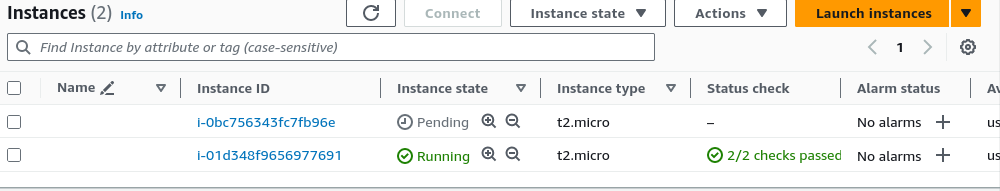 Instances (2) Info Connect Instance state Actions Launch instances
Find Instance by attribute or tag (case-sensitive) 1
Name Instance ID Instance state Instance type Status check Alarm status Av
i-0bc756343fc7fb96e Pending t2.micro – No alarms us
i-01d348f9656977691 Running t2.micro 2/2 checks passed No alarms us